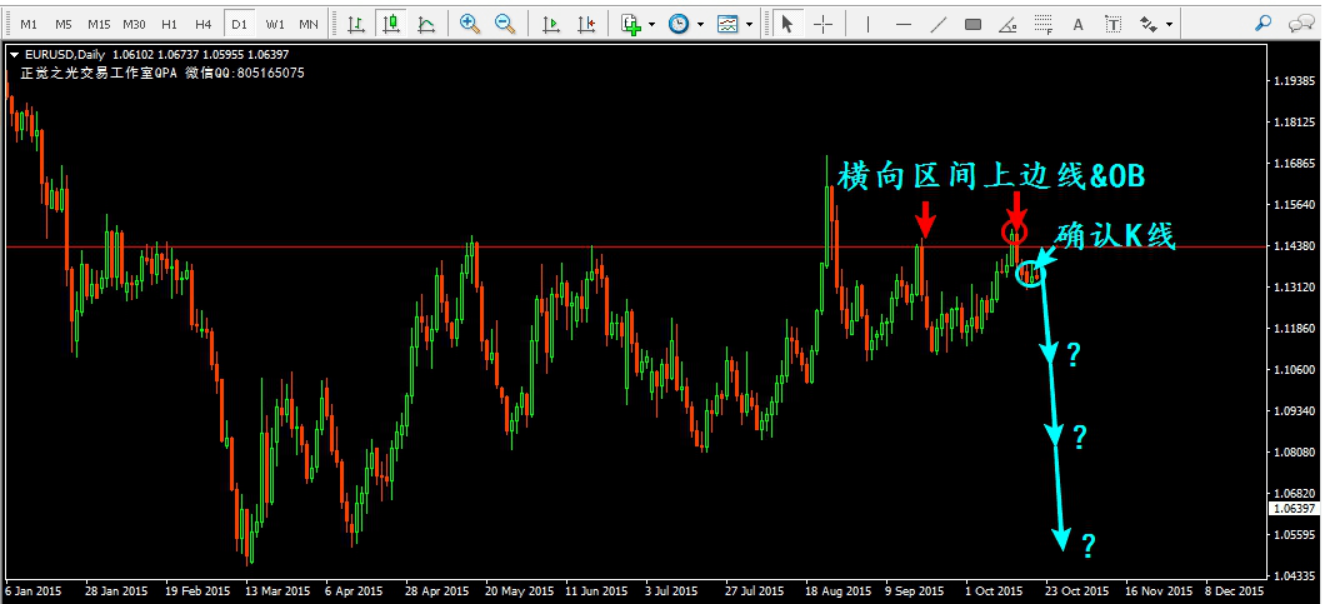 M1 M5 M15 M30 H1 H4 D1 W1 MN F A T
EURUSD,Daily 1.06102 1.06737 1.05955 1.06397
正觉之光交易工作室QPA 微信QQ:805165075
1.19385
1.18125
横向区间上边线&OB
1.16865
1.15640
确认K线
1.14380
1.13120
1.11860
?
1.10600
1.09340
?
1.08080
1.06820
1.06397
1.05595
?
1.04335
6 Jan 2015 28 Jan 2015 19 Feb 2015 13 Mar 2015 6 Apr 2015 28 Apr 2015 20 May 2015 11 Jun 2015 3 Jul 2015 27 Jul 2015 18 Aug 2015 9 Sep 2015 1 Oct 2015 23 Oct 2015 16 Nov 2015 8 Dec 2015